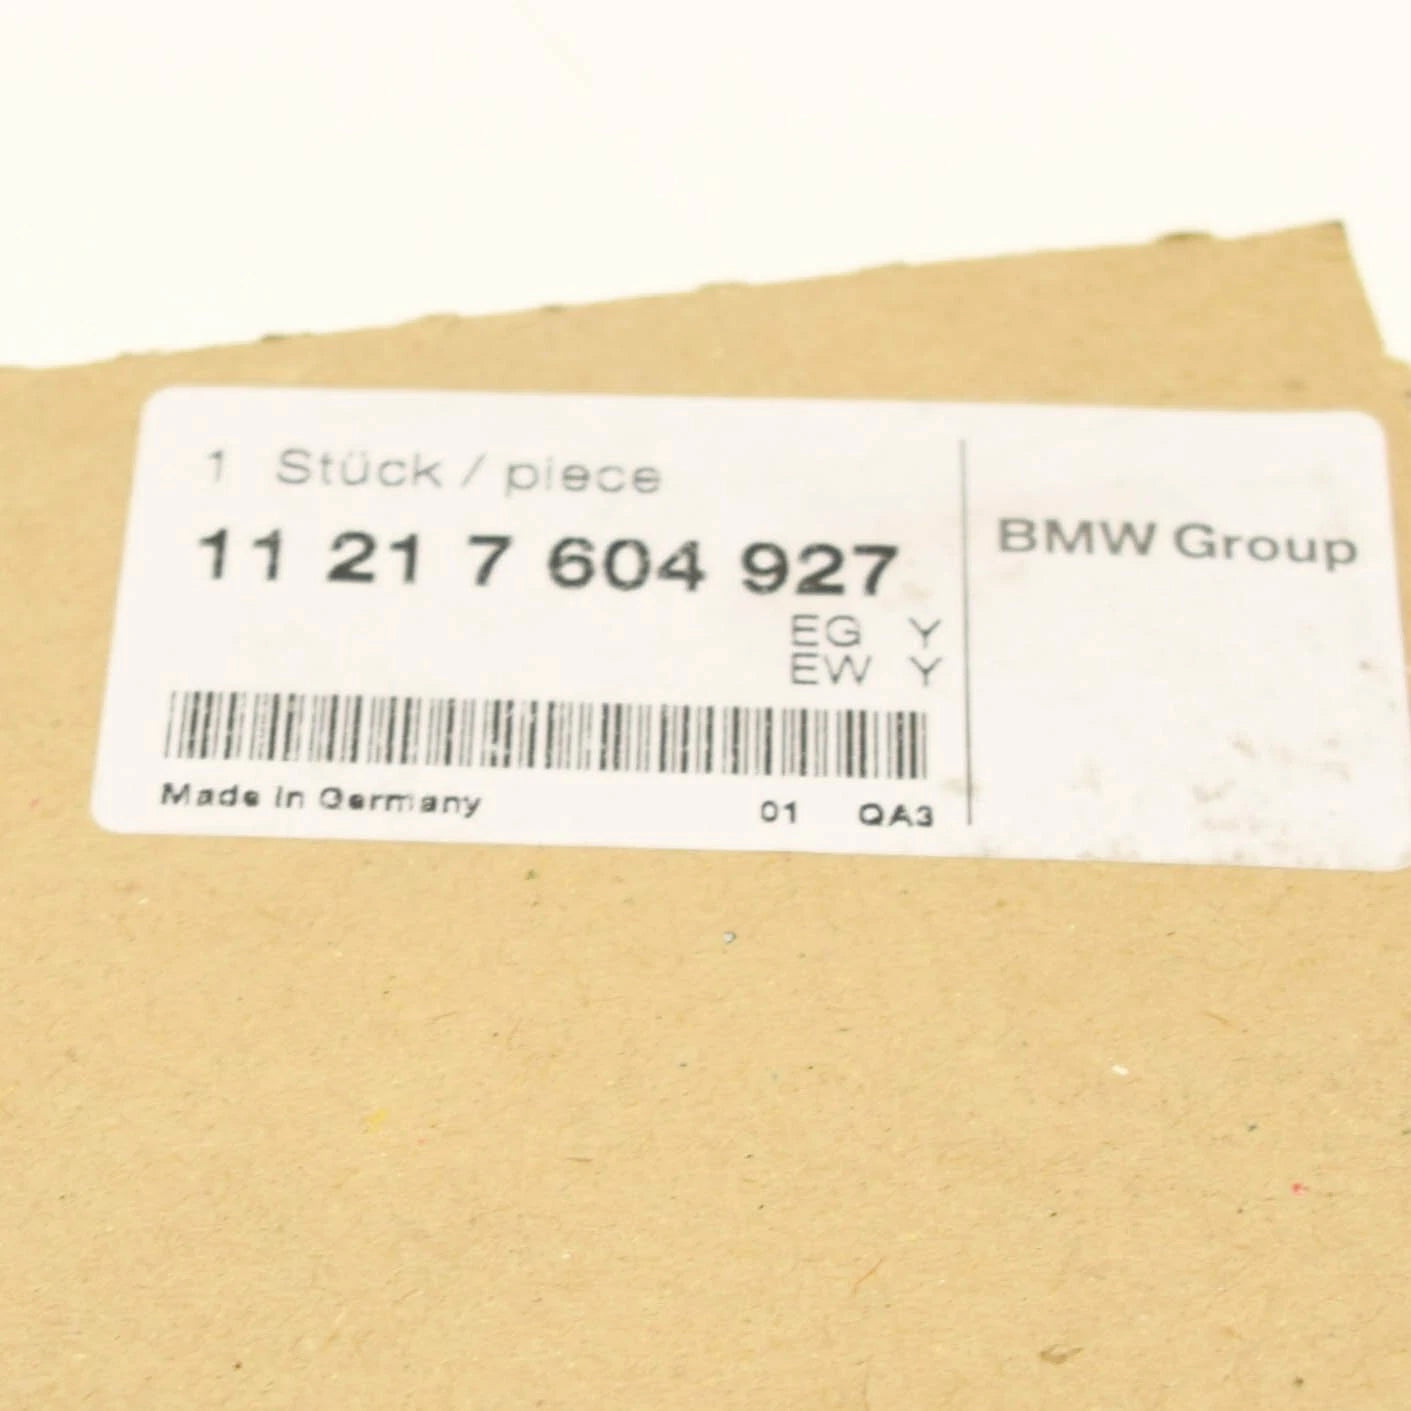 1 Stück / piece
11 21 7 604 927
EG Y
EW Y
Made in Germany 01 QA3
BMW Group